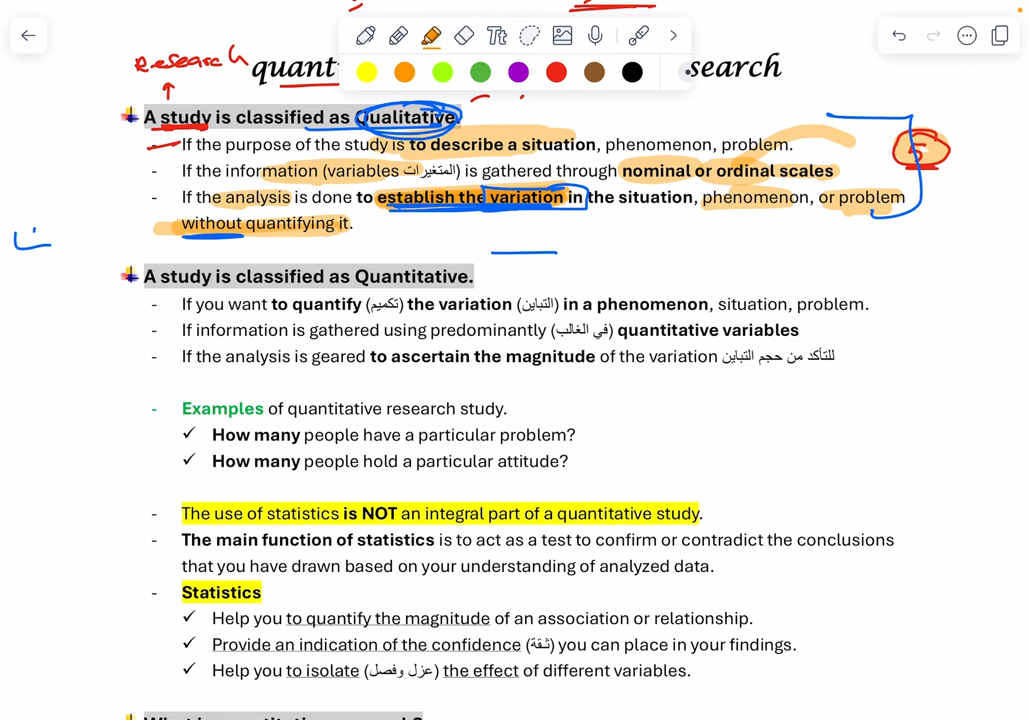 Research
quant search
A study is classified as Qualitative.
- If the purpose of the study is to describe a situation, phenomenon, problem.
- If the information (variables المتغيرات) is gathered through nominal or ordinal scales
- If the analysis is done to establish the variation in the situation, phenomenon, or problem
without quantifying it.
5
A study is classified as Quantitative.
- If you want to quantify (تكميم) the variation (التباين) in a phenomenon, situation, problem.
- If information is gathered using predominantly (في الغالب) quantitative variables
- If the analysis is geared to ascertain the magnitude of the variation للتأكد من حجم التباين
- Examples of quantitative research study.
✓ How many people have a particular problem?
✓ How many people hold a particular attitude?
- The use of statistics is NOT an integral part of a quantitative study.
- The main function of statistics is to act as a test to confirm or contradict the conclusions
that you have drawn based on your understanding of analyzed data.
- Statistics
✓ Help you to quantify the magnitude of an association or relationship.
✓ Provide an indication of the confidence (ثقة) you can place in your findings.
✓ Help you to isolate (عزل وفصل) the effect of different variables.